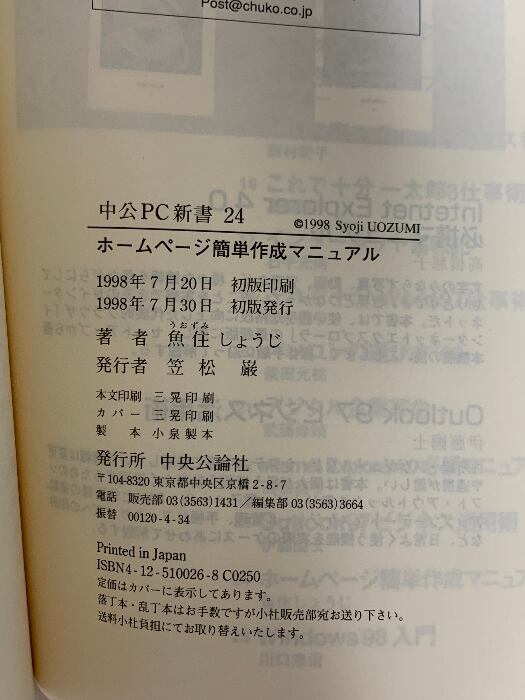 Post@chuko.co.jp
中公PC新書 24
©1998 Syoji UOZUMI
ホームページ簡単作成マニュアル
1998年7月20日 初版印刷
1998年7月30日 初版発行
うおずみ
著者 魚住しょうじ
発行者 笠松 巌
本文印刷 三晃印刷
カバー 三晃印刷
製本 小泉製本
発行所 中央公論社
〒104-8320 東京都中央区京橋2-8-7
電話 販売部 03(3563)1431/編集部 03(3563)3664
振替 00120-4-34
Printed in Japan
ISBN4-12-510026-8 C0250
定価はカバーに表示してあります。
落丁本・乱丁本はお手数ですが小社販売部宛お送り下さい。
送料小社負担にてお取り替えいたします。